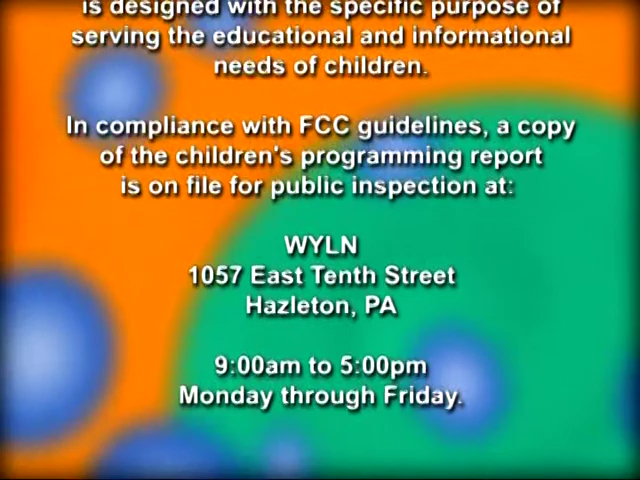 is designed with the specific purpose of
serving the educational and informational
needs of children.
In compliance with FCC guidelines, a copy
of the children's programming report
is on file for public inspection at:
WYLN
1057 East Tenth Street
Hazleton, PA
9:00am to 5:00pm
Monday through Friday.